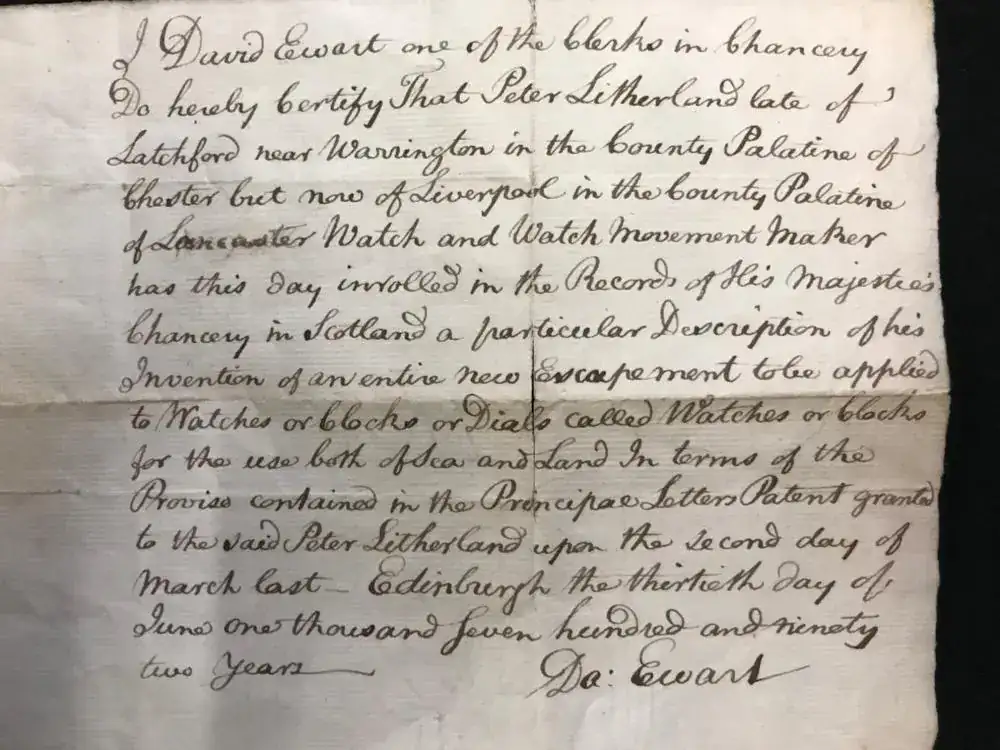 I David Ewart one of the Clerks in Chancery
Do hereby Certify That Peter Litherland late of
Latchford near Warrington in the County Palatine of
Chester but now of Liverpool in the County Palatine
of Lancaster Watch and Watch Movement Maker
has this day inrolled in the Records of His Majesties
Chancery in Scotland a particular Description of his
Invention of an entire new Escapement to be applied
to Watches or Clocks or Dials called Watches or Clocks
for the use both of Sea and Land In terms of the
Proviso contained in the Principal Letters Patent granted
to the said Peter Litherland upon the second day of
March last - Edinburgh the thirtieth day of
June one thousand seven hundred and ninety
two Years
Da: Ewart